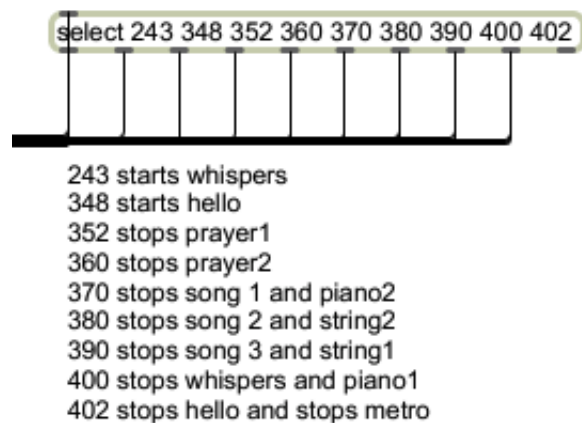 select 243 348 352 360 370 380 390 400 402
243 starts whispers
348 starts hello
352 stops prayer1
360 stops prayer2
370 stops song 1 and piano2
380 stops song 2 and string2
390 stops song 3 and string1
400 stops whispers and piano1
402 stops hello and stops metro